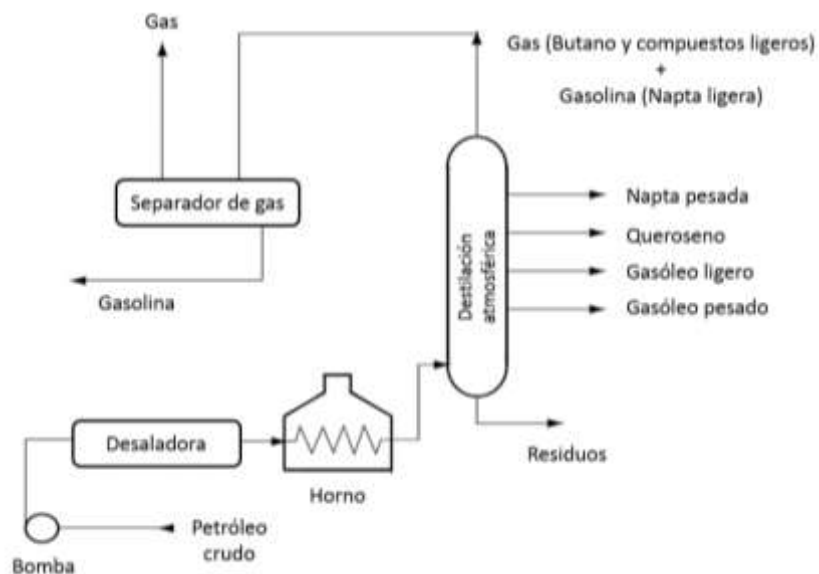 Gas
Gas (Butano y compuestos ligeros)
+
Gasolina (Napta ligera)
Separador de gas
Gasolina
Destilación
atmosférica
Napta pesada
Queroseno
Gasóleo ligero
Gasóleo pesado
Desaladora
Horno
Residuos
Petróleo
crudo
Bomba